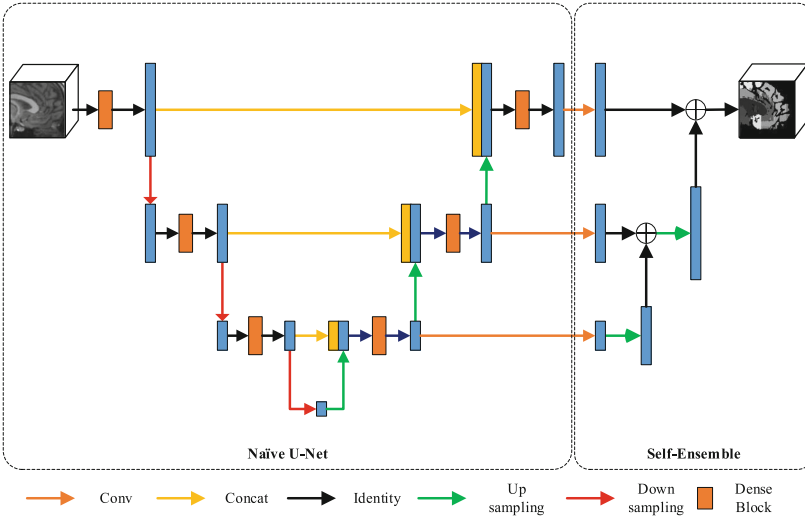 Naïve U-Net
Self-Ensemble
Conv
Concat
Identity
Up
sampling
Down
sampling
Dense
Block